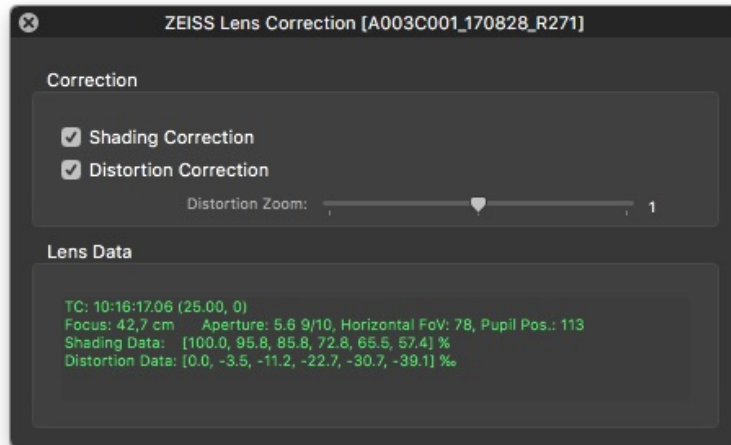 ZEISS Lens Correction [A003C001_170828_R271]
Correction
Shading Correction
Distortion Correction
Distortion Zoom: 1
Lens Data
TC: 10:16:17.06 (25.00, 0)
Focus: 42,7 cm Aperture: 5.6 9/10, Horizontal FoV: 78, Pupil Pos.: 113
Shading Data: [100.0, 95.8, 85.8, 72.8, 65.5, 57.4] %
Distortion Data: [0.0, -3.5, -11.2, -22.7, -30.7, -39.1] ‰